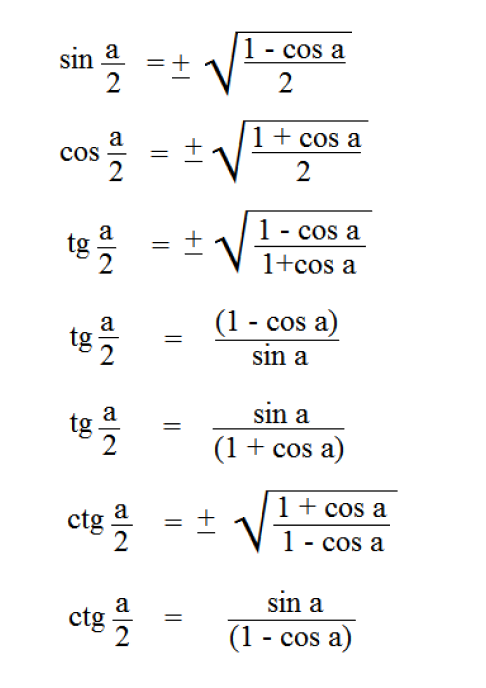 sin a/2 = ± √((1 - cos a)/2)
cos a/2 = ± √((1 + cos a)/2)
tg a/2 = ± √((1 - cos a)/(1+cos a))
tg a/2 = (1 - cos a)/sin a
tg a/2 = sin a/(1 + cos a)
ctg a/2 = ± √((1 + cos a)/(1 - cos a))
ctg a/2 = sin a/(1 - cos a)